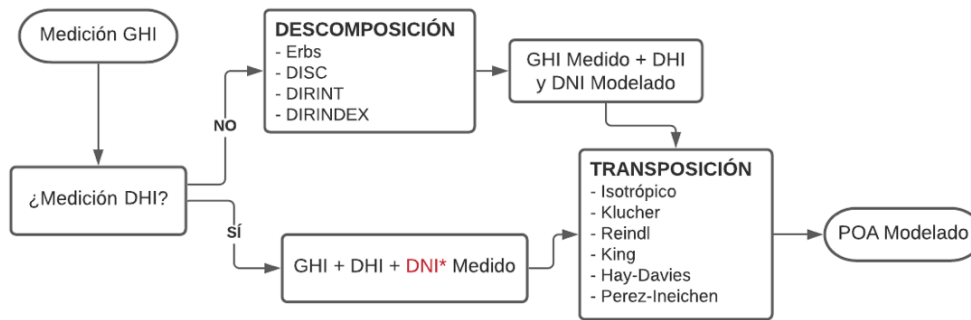 Medición GHI
¿Medición DHI?
NO
SÍ
DESCOMPOSICIÓN
- Erbs
- DISC
- DIRINT
- DIRINDEX
GHI Medido + DHI
y DNI Modelado
GHI + DHI + DNI* Medido
TRANSPOSICIÓN
- Isotrópico
- Klucher
- Reindl
- King
- Hay-Davies
- Perez-Ineichen
POA Modelado